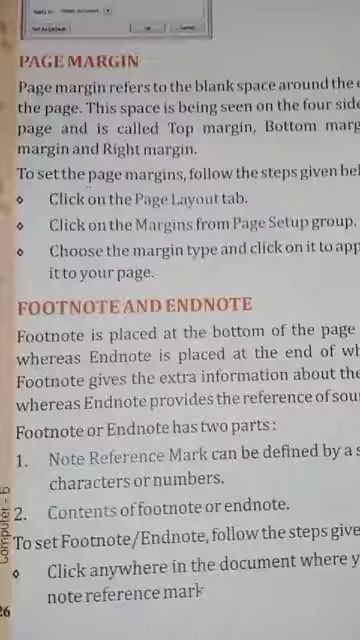 PAGE MARGIN
Page margin refers to the blank space around the
the page. This space is being seen on the four
page and is called Top margin, Bottom
margin and Right margin.
To set the page margins, follow the steps given
◊ Click on the Page Layout tab.
◊ Click on the Margins from Page Setup group.
◊ Choose the margin type and click on it to
it to your page.
FOOTNOTE AND ENDNOTE
Footnote is placed at the bottom of the page
whereas Endnote is placed at the end of
Footnote gives the extra information about the
whereas Endnote provides the reference of
Footnote or Endnote has two parts:
1. Note Reference Mark can be defined by a
characters or numbers.
2. Contents of footnote or endnote.
To set Footnote/Endnote, follow the steps
◊ Click anywhere in the document where
note reference mark
Computer - 6
26